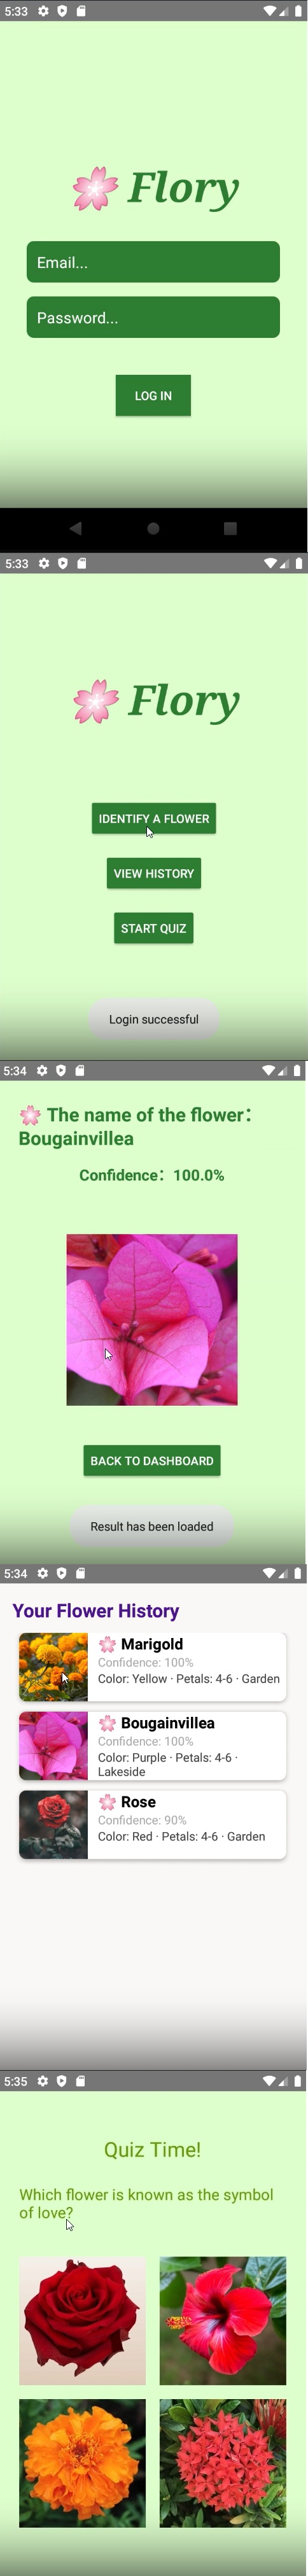 5:33
Flory
Email...
Password...
LOG IN
5:33
Flory
IDENTIFY A FLOWER
VIEW HISTORY
START QUIZ
Login successful
5:34
🌸 The name of the flower:
Bougainvillea
Confidence: 100.0%
BACK TO DASHBOARD
Result has been loaded
5:34
Your Flower History
🌸 Marigold
Confidence: 100%
Color: Yellow · Petals: 4-6 · Garden
🌸 Bougainvillea
Confidence: 100%
Color: Purple · Petals: 4-6 ·
Lakeside
🌸 Rose
Confidence: 90%
Color: Red · Petals: 4-6 · Garden
5:35
Quiz Time!
Which flower is known as the symbol
of love?